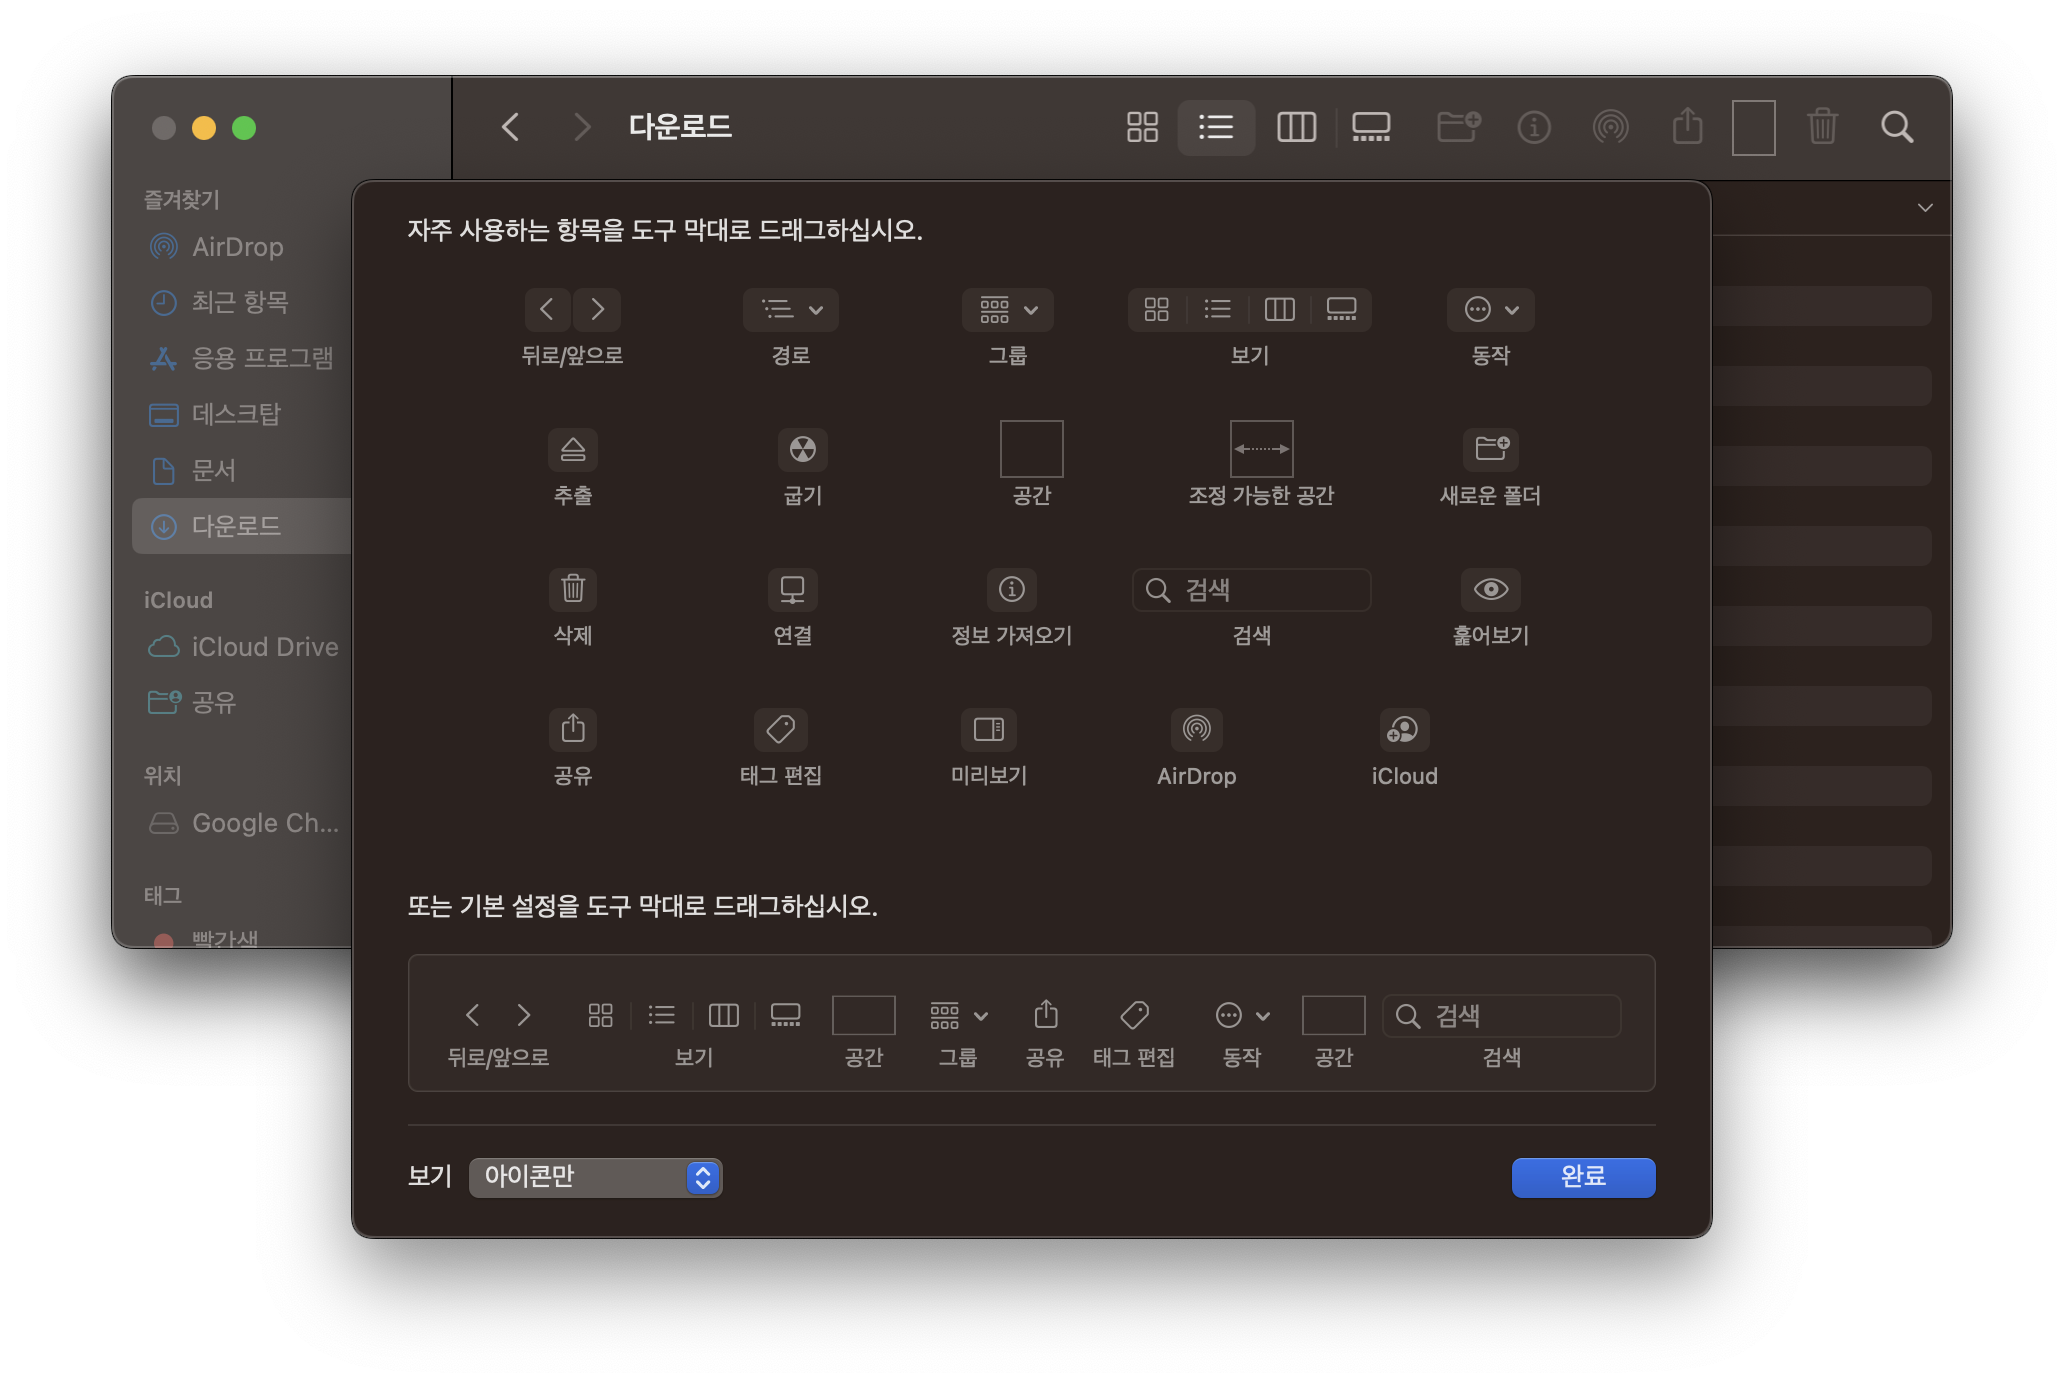 다운로드
즐겨찾기
AirDrop
최근 항목
응용 프로그램
데스크탑
문서
다운로드
iCloud
iCloud Drive
공유
위치
Google Ch...
태그
빨간색
자주 사용하는 항목을 도구 막대로 드래그하십시오.
뒤로/앞으로 경로 그룹 보기 동작
추출 굽기 공간 조정 가능한 공간 새로운 폴더
검색
삭제 연결 정보 가져오기 검색 훑어보기
공유 태그 편집 미리보기 AirDrop iCloud
또는 기본 설정을 도구 막대로 드래그하십시오.
검색
뒤로/앞으로 보기 공간 그룹 공유 태그 편집 동작 공간 검색
보기 아이콘만 완료